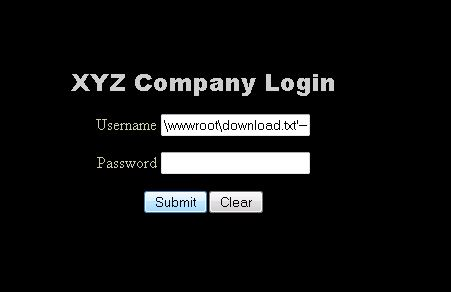 XYZ Company Login
Username \wwwroot\download.txt'--
Password
Submit Clear